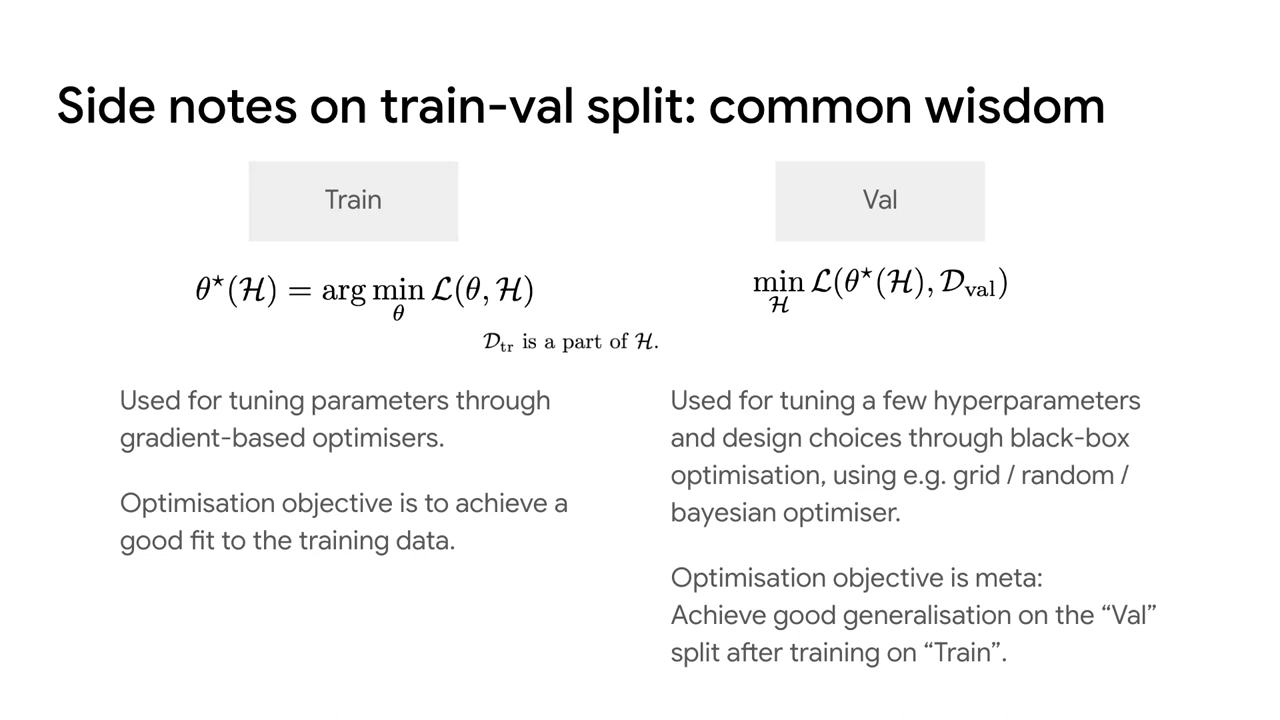 Side notes on train-val split: common wisdom
Train
θ⋆(ℋ) = arg min_θ ℒ(θ, ℋ)
𝒟_tr is a part of ℋ.
Used for tuning parameters through
gradient-based optimisers.
Optimisation objective is to achieve a
good fit to the training data.
Val
min_ℋ ℒ(θ⋆(ℋ), 𝒟_val)
Used for tuning a few hyperparameters
and design choices through black-box
optimisation, using e.g. grid / random /
bayesian optimiser.
Optimisation objective is meta:
Achieve good generalisation on the “Val”
split after training on “Train”.